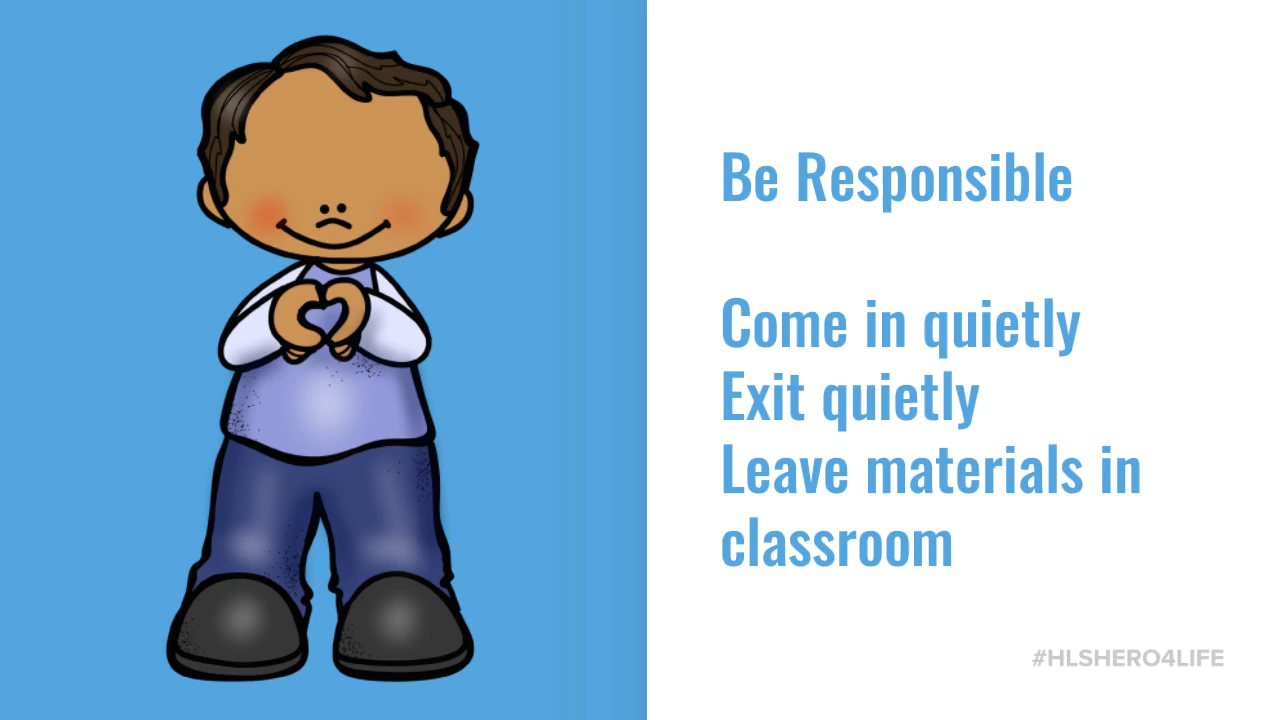 Be Responsible
Come in quietly
Exit quietly
Leave materials in
classroom
#HLSHERO4LIFE